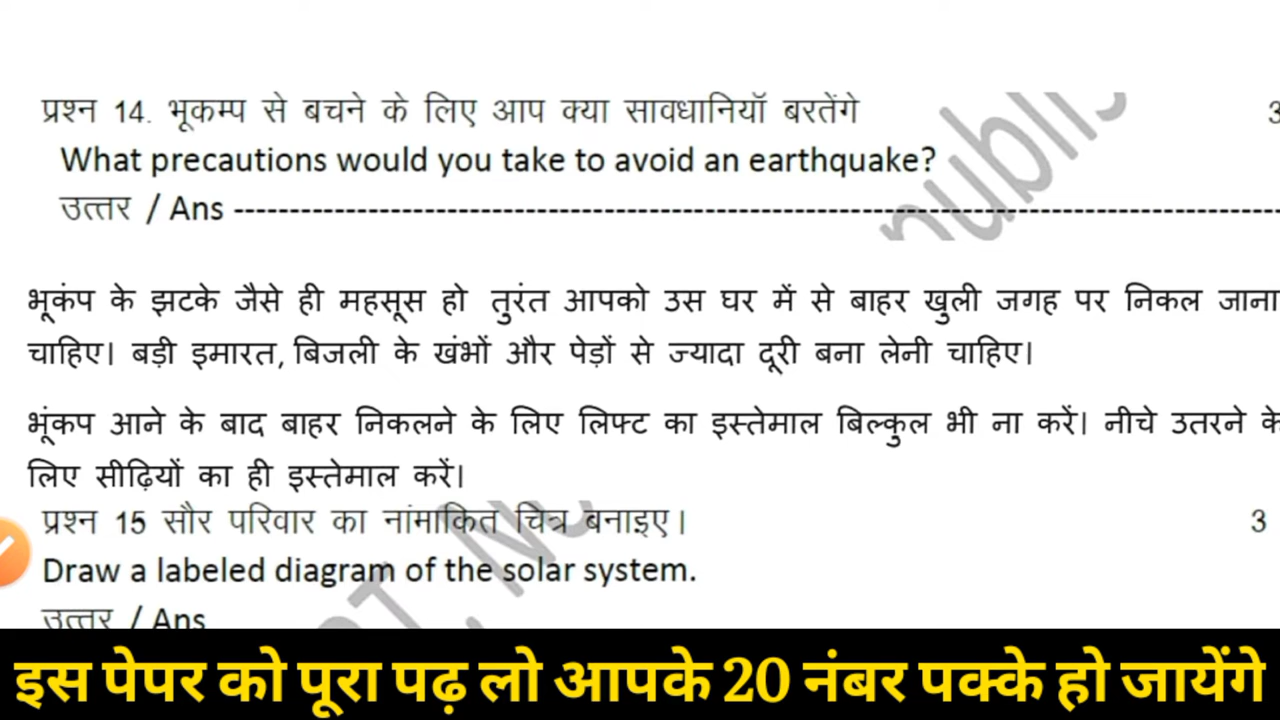 प्रश्न 14. भूकम्प से बचने के लिए आप क्या सावधानियॉ बरतेंगे 3
What precautions would you take to avoid an earthquake?
उत्तर / Ans ------------------------------------------------------------
भूकंप के झटके जैसे ही महसूस हो तुरंत आपको उस घर में से बाहर खुली जगह पर निकल जाना
चाहिए। बड़ी इमारत, बिजली के खंभों और पेड़ों से ज्यादा दूरी बना लेनी चाहिए।
भूंकप आने के बाद बाहर निकलने के लिए लिफ्ट का इस्तेमाल बिल्कुल भी ना करें। नीचे उतरने के
लिए सीढ़ियों का ही इस्तेमाल करें।
प्रश्न 15 सौर परिवार का नांमाकित चित्र बनाइए। 3
Draw a labeled diagram of the solar system.
उत्तर / Ans
इस पेपर को पूरा पढ़ लो आपके 20 नंबर पक्के हो जायेंगे